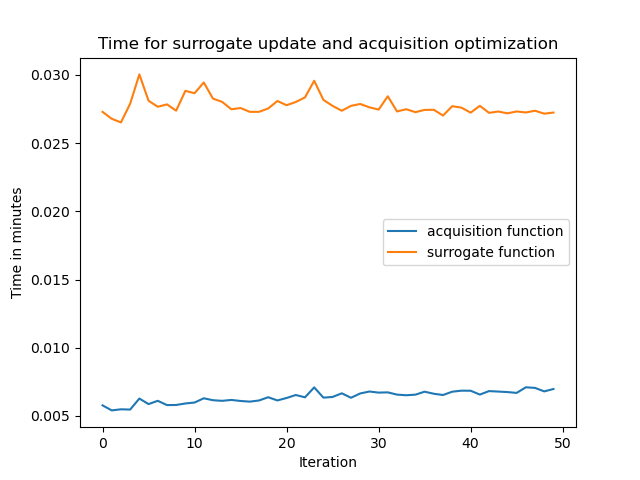 Time for surrogate update and acquisition optimization
0.030
0.025
0.020
0.015
0.010
0.005
Time in minutes
acquisition function
surrogate function
0 10 20 30 40 50
Iteration